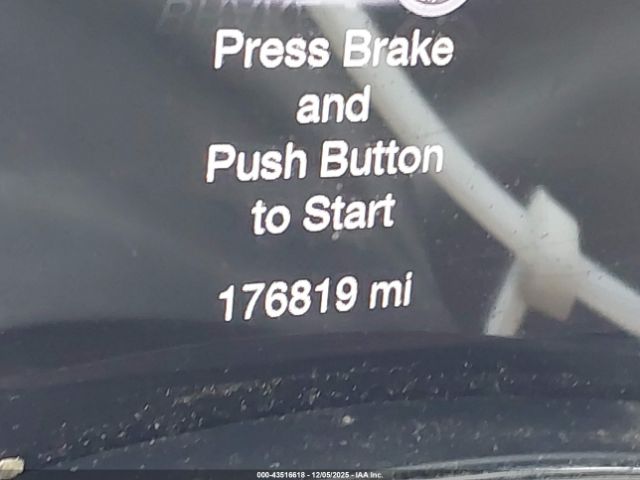 Press Brake
and
Push Button
to Start
176819 mi
000-43516618 - 12/05/2025 - IAA Inc.